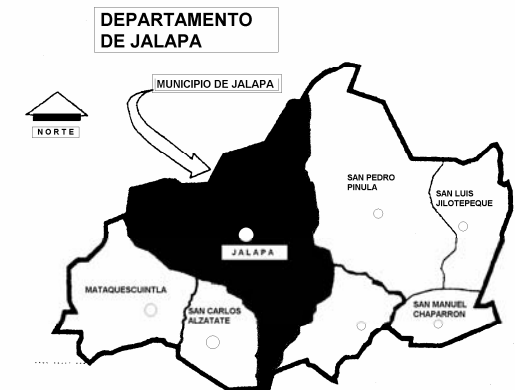 DEPARTAMENTO
DE JALAPA
MUNICIPIO DE JALAPA
NORTE
SAN PEDRO
PINULA
SAN LUIS
JILOTEPEQUE
JALAPA
MATAQUESCUINTLA
SAN CARLOS
ALZATATE
SAN MANUEL
CHAPARRON